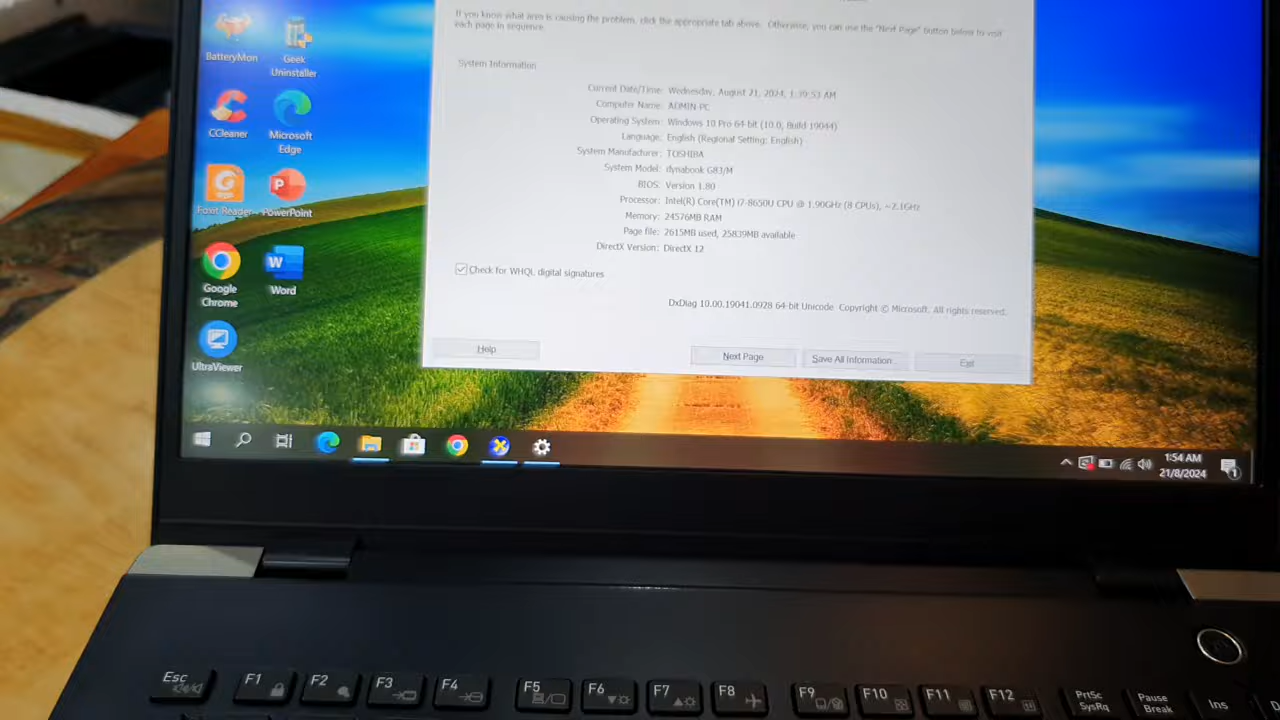 If you know what area is causing the problem, click the appropriate tab above. Otherwise, you can use the "Next Page" button below to visit
each page in sequence.
System Information
Current Date/Time: Wednesday, August 21, 2024, 1:39:53 AM
Computer Name: ADMIN-PC
Operating System: Windows 10 Pro 64-bit (10.0, Build 19044)
Language: English (Regional Setting: English)
System Manufacturer: TOSHIBA
System Model: dynabook G83/M
BIOS: Version 1.80
Processor: Intel(R) Core(TM) i7-8650U CPU @ 1.90GHz (8 CPUs), ~2.1GHz
Memory: 24576MB RAM
Page file: 2615MB used, 25839MB available
DirectX Version: DirectX 12
Check for WHQL digital signatures
DxDiag 10.00.19041.0928 64-bit Unicode Copyright © Microsoft. All rights reserved.
Help
Next Page
Save All Information...
Exit
BatteryMon
Geek
Uninstaller
CCleaner
Microsoft
Edge
Foxit Reader
PowerPoint
Google
Chrome
Word
UltraViewer
1:54 AM
21/8/2024
1
Esc
F1
F2
F3
F4
F5
F6
F7
F8
F9
F10
F11
F12
PrtSc
SysRq
Pause
Break
Ins